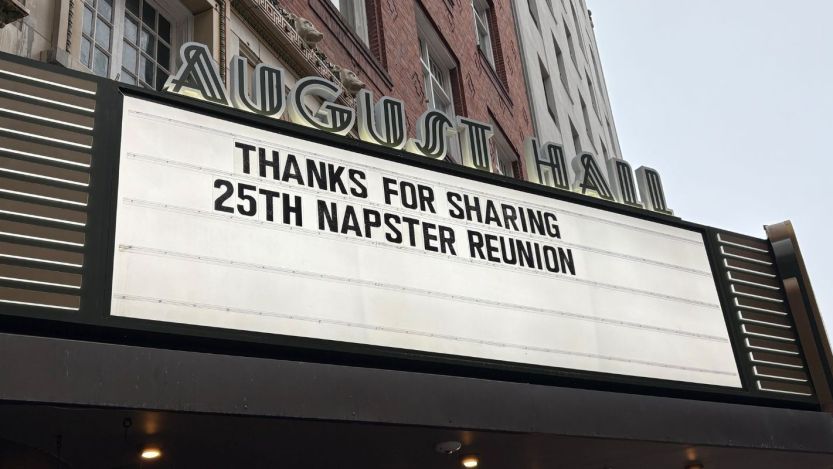 AUGUST HALL
THANKS FOR SHARING
25TH NAPSTER REUNION